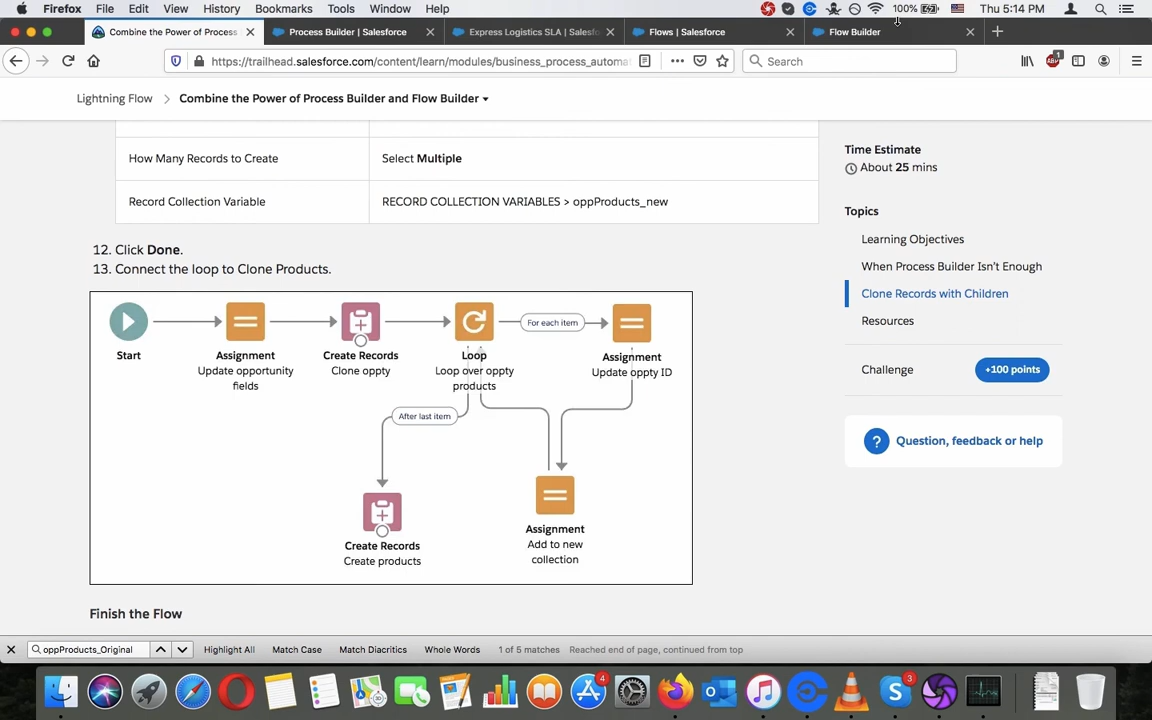 Firefox File Edit View History Bookmarks Tools Window Help 100% Thu 5:14 PM
Combine the Power of Process Process Builder | Salesforce Express Logistics SLA | Salesfo Flows | Salesforce Flow Builder
https://trailhead.salesforce.com/content/learn/modules/business_process_automa Search
Lightning Flow Combine the Power of Process Builder and Flow Builder
How Many Records to Create Select Multiple
Record Collection Variable RECORD COLLECTION VARIABLES > oppProducts_new
12. Click Done.
13. Connect the loop to Clone Products.
Start
Assignment
Update opportunity
fields
Create Records
Clone oppty
Loop
Loop over oppty
products
For each item
Assignment
Update oppty ID
After last item
Create Records
Create products
Assignment
Add to new
collection
Finish the Flow
Time Estimate
About 25 mins
Topics
Learning Objectives
When Process Builder Isn't Enough
Clone Records with Children
Resources
Challenge +100 points
? Question, feedback or help
oppProducts_Original Highlight All Match Case Match Diacritics Whole Words 1 of 5 matches Reached end of page, continued from top
4
3